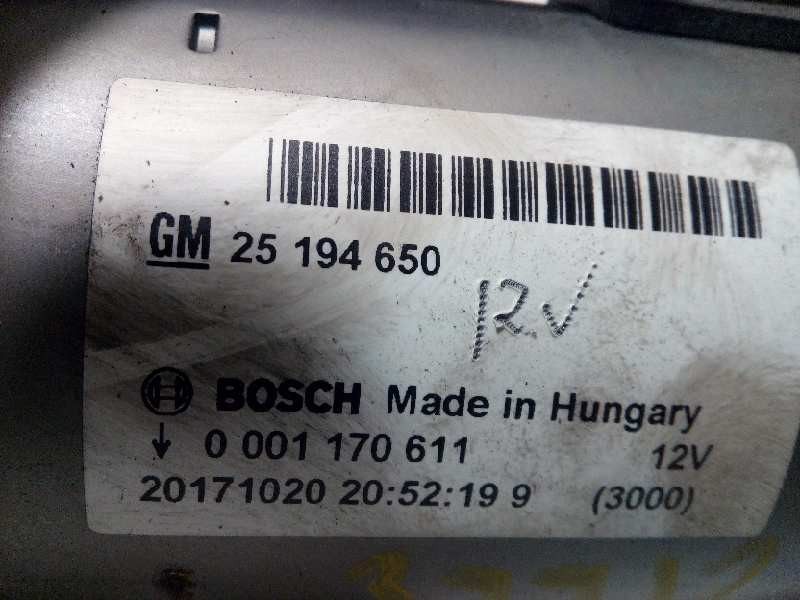 GM 25 194 650
12V
BOSCH Made in Hungary
0 001 170 611 12V
20171020 20:52:19 9 (3000)